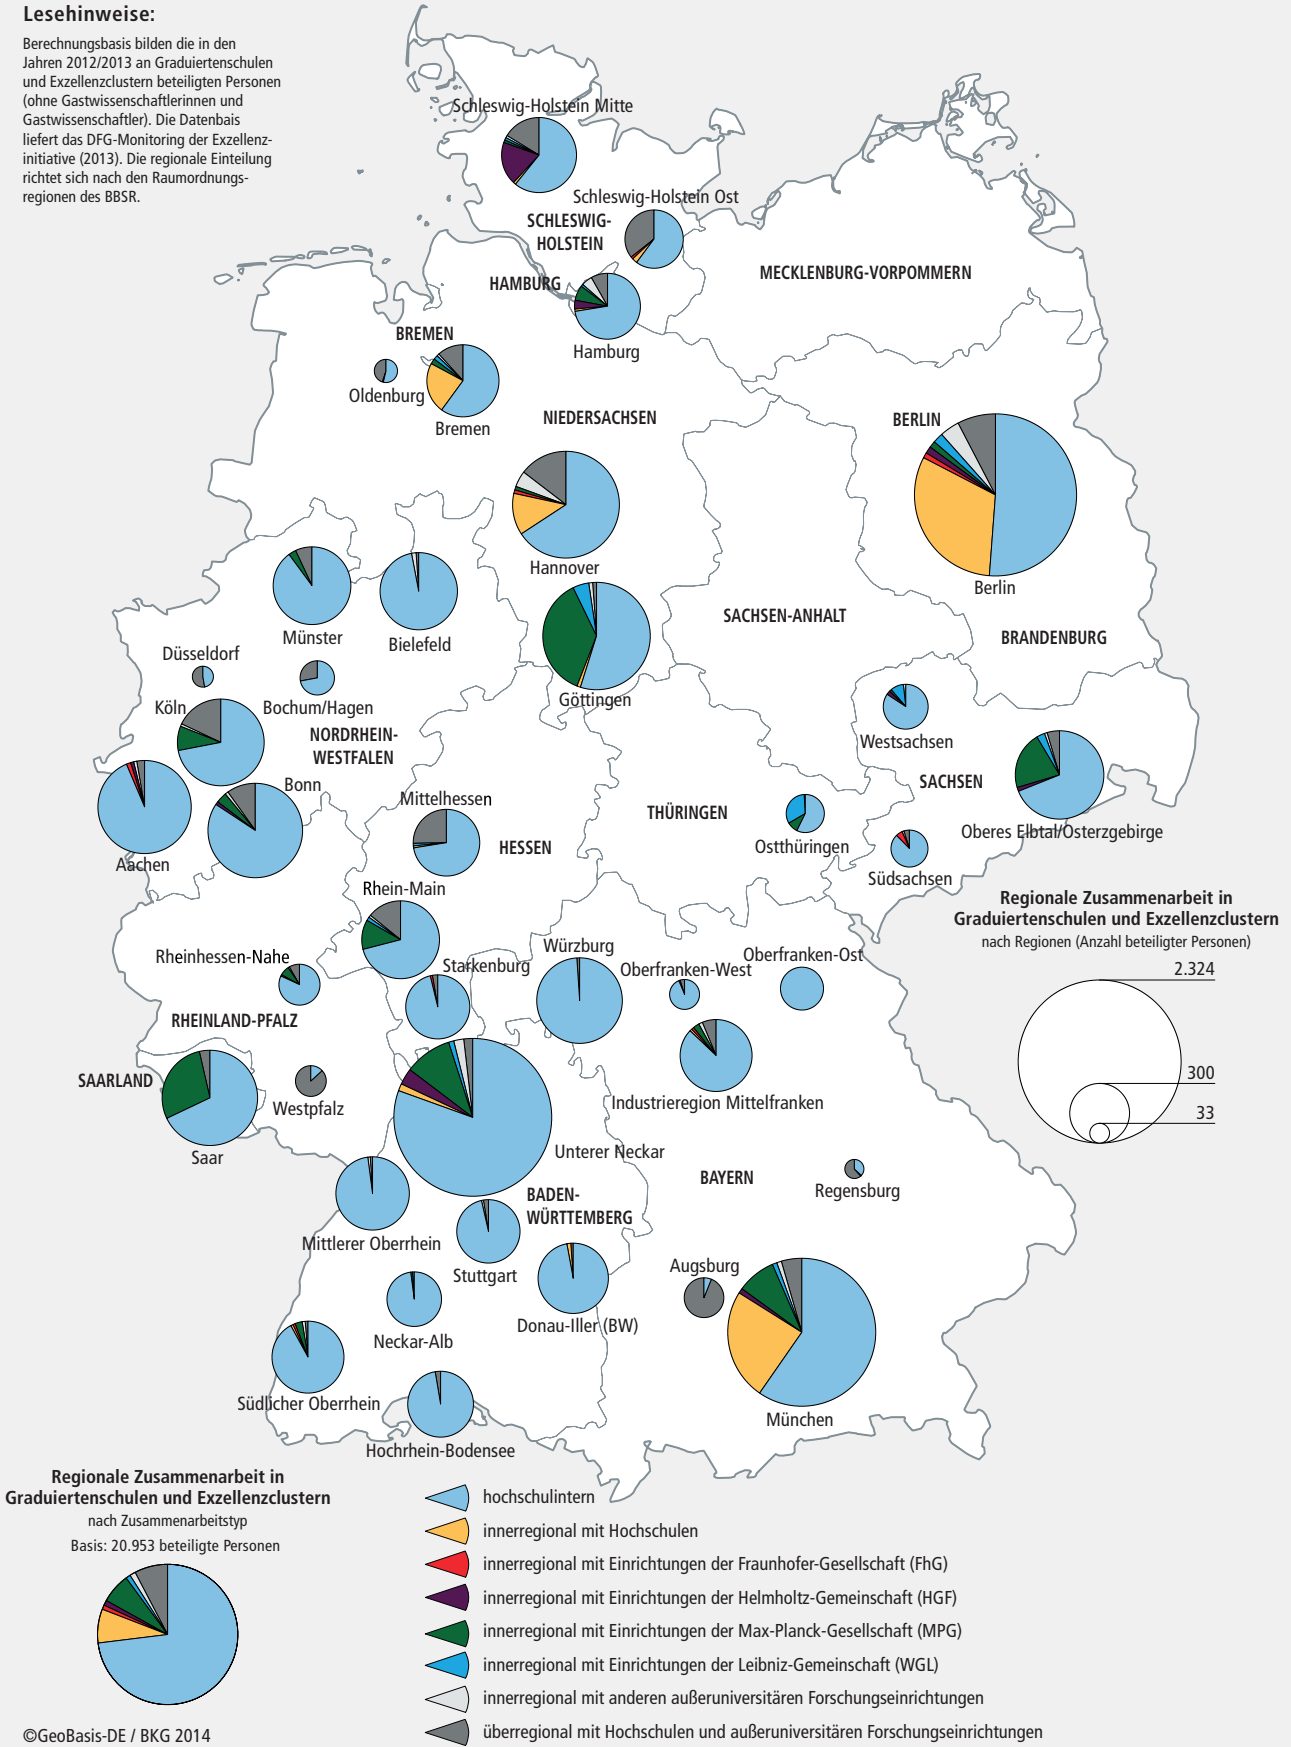 Lesehinweise:
Berechnungsbasis bilden die in den
Jahren 2012/2013 an Graduiertenschulen
und Exzellenzclustern beteiligten Personen
(ohne Gastwissenschaftlerinnen und
Gastwissenschaftler). Die Datenbais
liefert das DFG-Monitoring der Exzellenz-
initiative (2013). Die regionale Einteilung
richtet sich nach den Raumordnungs-
regionen des BBSR.
Schleswig-Holstein Mitte
Schleswig-Holstein Ost
SCHLESWIG-
HOLSTEIN
MECKLENBURG-VORPOMMERN
HAMBURG
Hamburg
BREMEN
Oldenburg
Bremen
NIEDERSACHSEN
BERLIN
Hannover
Berlin
Münster
Bielefeld
SACHSEN-ANHALT
BRANDENBURG
Düsseldorf
Göttingen
Köln
Bochum/Hagen
NORDRHEIN-
WESTFALEN
Westsachsen
Bonn
SACHSEN
Mittelhessen
THÜRINGEN
Oberes Elbtal/Osterzgebirge
HESSEN
Ostthüringen
Aachen
Südsachsen
Rhein-Main
Regionale Zusammenarbeit in
Graduiertenschulen und Exzellenzclustern
nach Regionen (Anzahl beteiligter Personen)
2.324
300
33
Rheinhessen-Nahe
Starkenburg
Würzburg
Oberfranken-West
Oberfranken-Ost
RHEINLAND-PFALZ
SAARLAND
Westpfalz
Industrieregion Mittelfranken
Saar
Unterer Neckar
BAYERN
Regensburg
BADEN-
WÜRTTEMBERG
Mittlerer Oberrhein
Stuttgart
Augsburg
Donau-Iller (BW)
Neckar-Alb
Südlicher Oberrhein
München
Hochrhein-Bodensee
Regionale Zusammenarbeit in
Graduiertenschulen und Exzellenzclustern
nach Zusammenarbeitstyp
Basis: 20.953 beteiligte Personen
hochschulintern
innerregional mit Hochschulen
innerregional mit Einrichtungen der Fraunhofer-Gesellschaft (FhG)
innerregional mit Einrichtungen der Helmholtz-Gemeinschaft (HGF)
innerregional mit Einrichtungen der Max-Planck-Gesellschaft (MPG)
innerregional mit Einrichtungen der Leibniz-Gemeinschaft (WGL)
innerregional mit anderen außeruniversitären Forschungseinrichtungen
überregional mit Hochschulen und außeruniversitären Forschungseinrichtungen
©GeoBasis-DE / BKG 2014